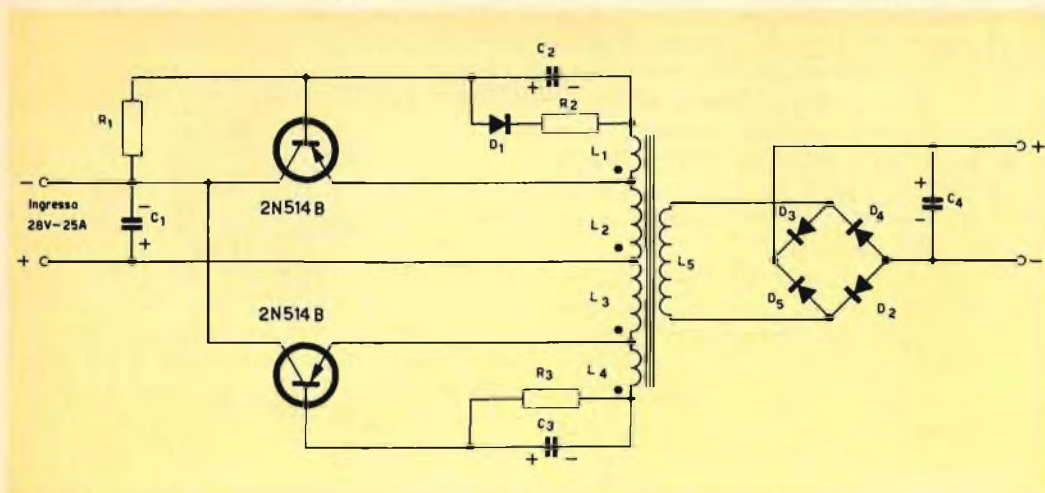 C2
+ -
R1
R2
D1
L1
-
Ingresso
28V-25A
-
C1
+
2N514B
L2
+
C4
-
D3
D4
L5
D5
D2
+
-
+
L3
2N514B
L4
R3
C3
+ -